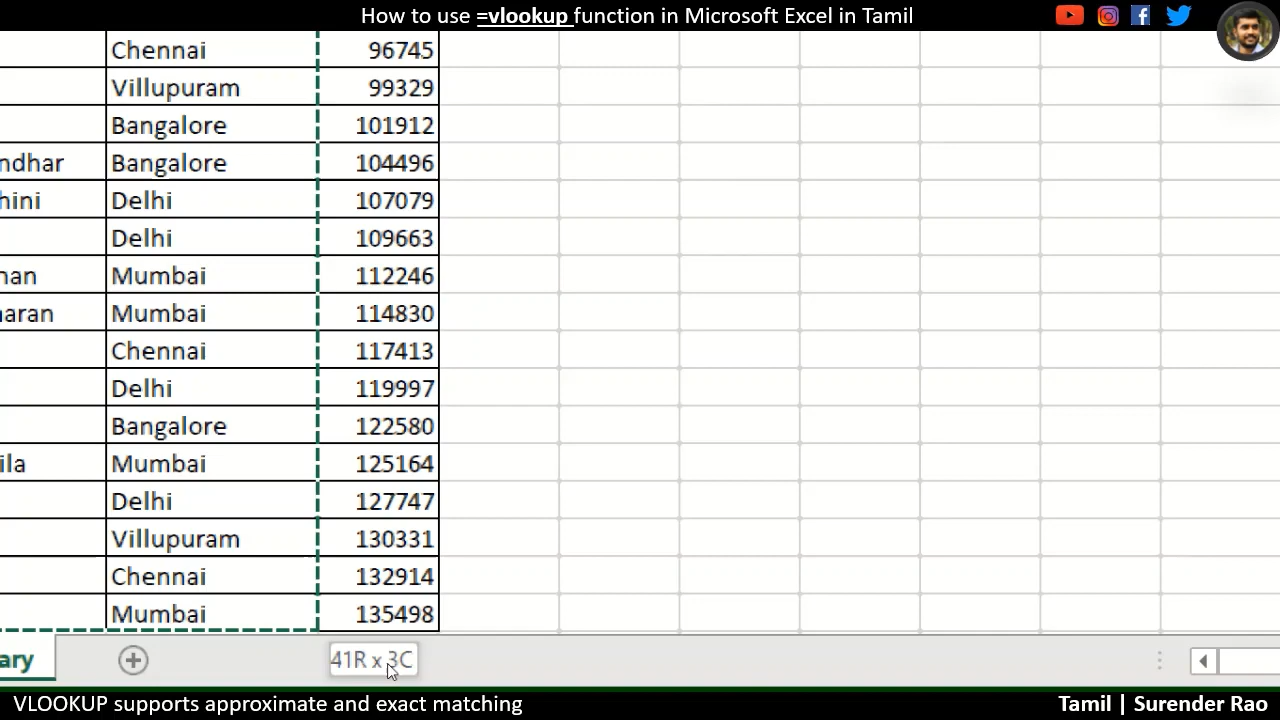 How to use =vlookup function in Microsoft Excel in Tamil
Chennai 96745
Villupuram 99329
Bangalore 101912
ndhar Bangalore 104496
hini Delhi 107079
Delhi 109663
nan Mumbai 112246
naran Mumbai 114830
Chennai 117413
Delhi 119997
Bangalore 122580
ila Mumbai 125164
Delhi 127747
Villupuram 130331
Chennai 132914
Mumbai 135498
ary 41R x 3C
VLOOKUP supports approximate and exact matching Tamil | Surender Rao